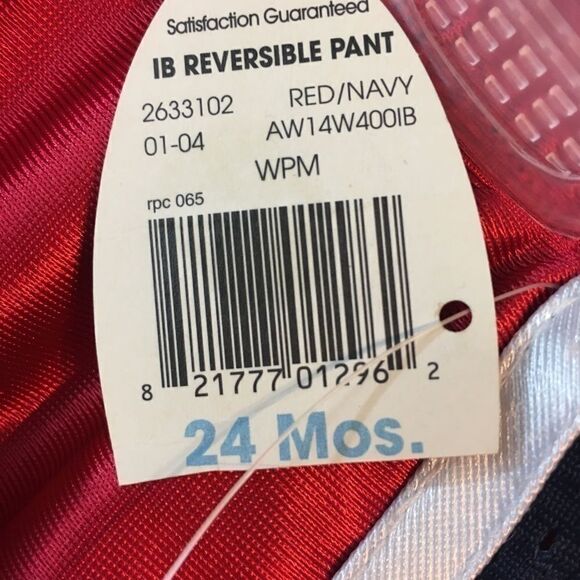 Satisfaction Guaranteed
IB REVERSIBLE PANT
2633102 RED/NAVY
01-04 AW14W400IB
WPM
rpc 065
8 21777 01296 2
24 Mos.